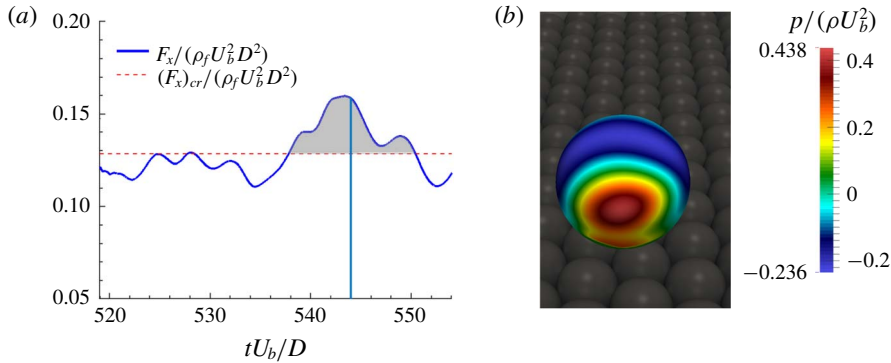 (a)
0.20
0.15
0.10
0.05
F_x/(ρ_f U_b^2 D^2)
(F_x)_cr/(ρ_f U_b^2 D^2)
520 530 540 550
tU_b/D
(b)
p/(ρU_b^2)
0.438
0.4
0.2
0
−0.2
−0.236